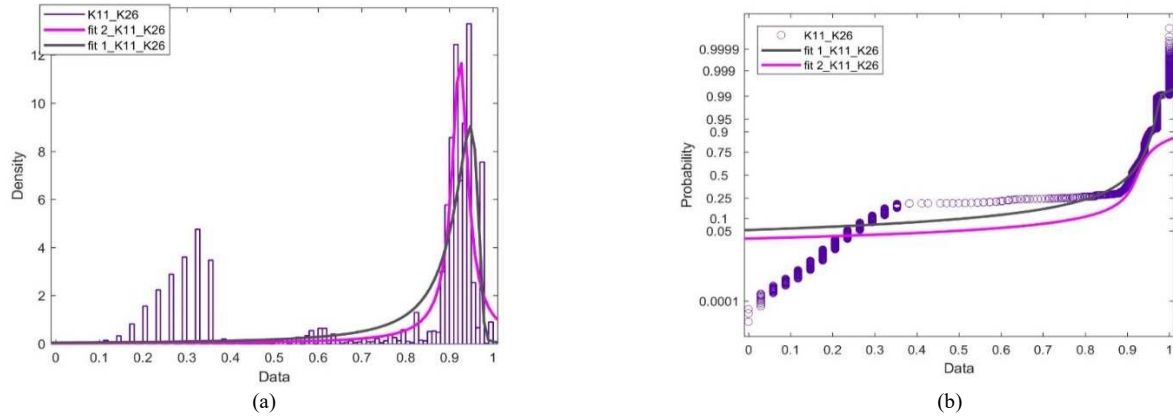 K11_K26
fit 2_K11_K26
fit 1_K11_K26
12
10
8
6
4
2
0
Density
0 0.1 0.2 0.3 0.4 0.5 0.6 0.7 0.8 0.9 1
Data
(a)
K11_K26
fit 1_K11_K26
fit 2_K11_K26
0.9999
0.999
0.99
0.95
0.9
0.75
0.5
0.25
0.1
0.05
0.0001
Probability
0 0.1 0.2 0.3 0.4 0.5 0.6 0.7 0.8 0.9 1
Data
(b)